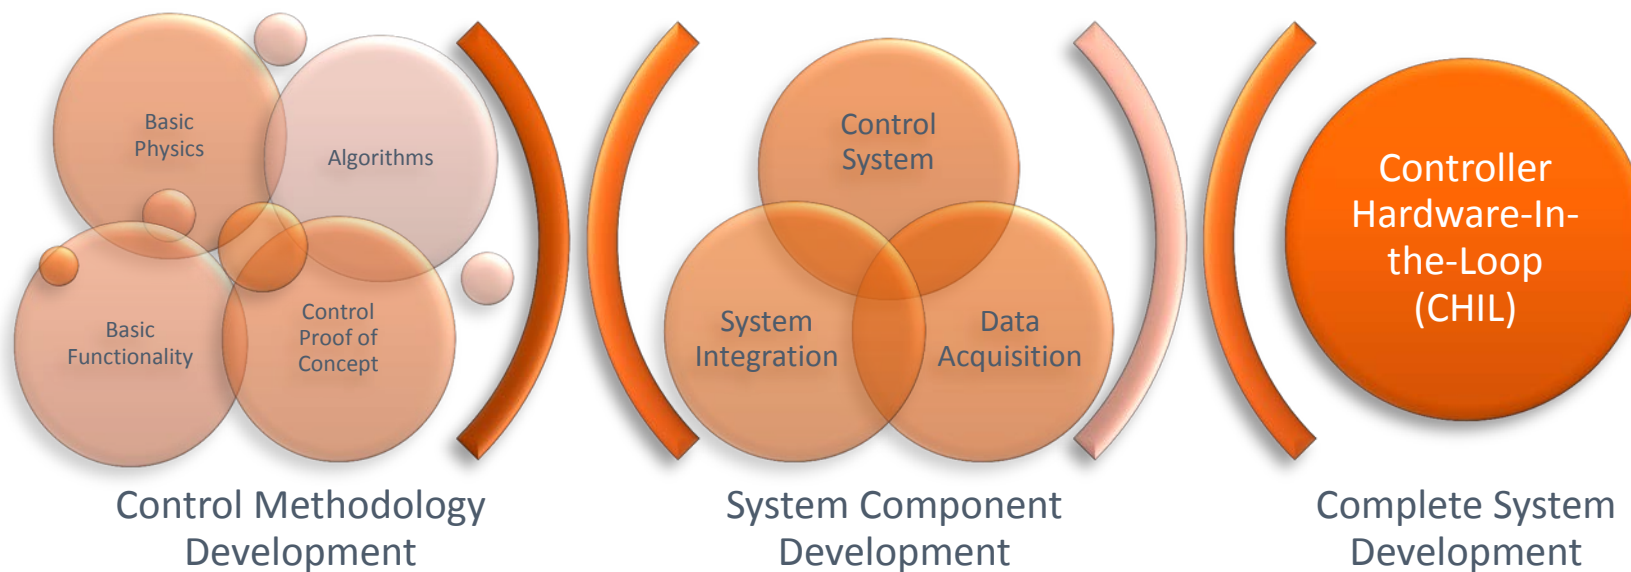 Basic
Physics
Algorithms
Basic
Functionality
Control
Proof of
Concept
Control Methodology
Development
Control
System
System
Integration
Data
Acquisition
System Component
Development
Controller
Hardware-In-
the-Loop
(CHIL)
Complete System
Development